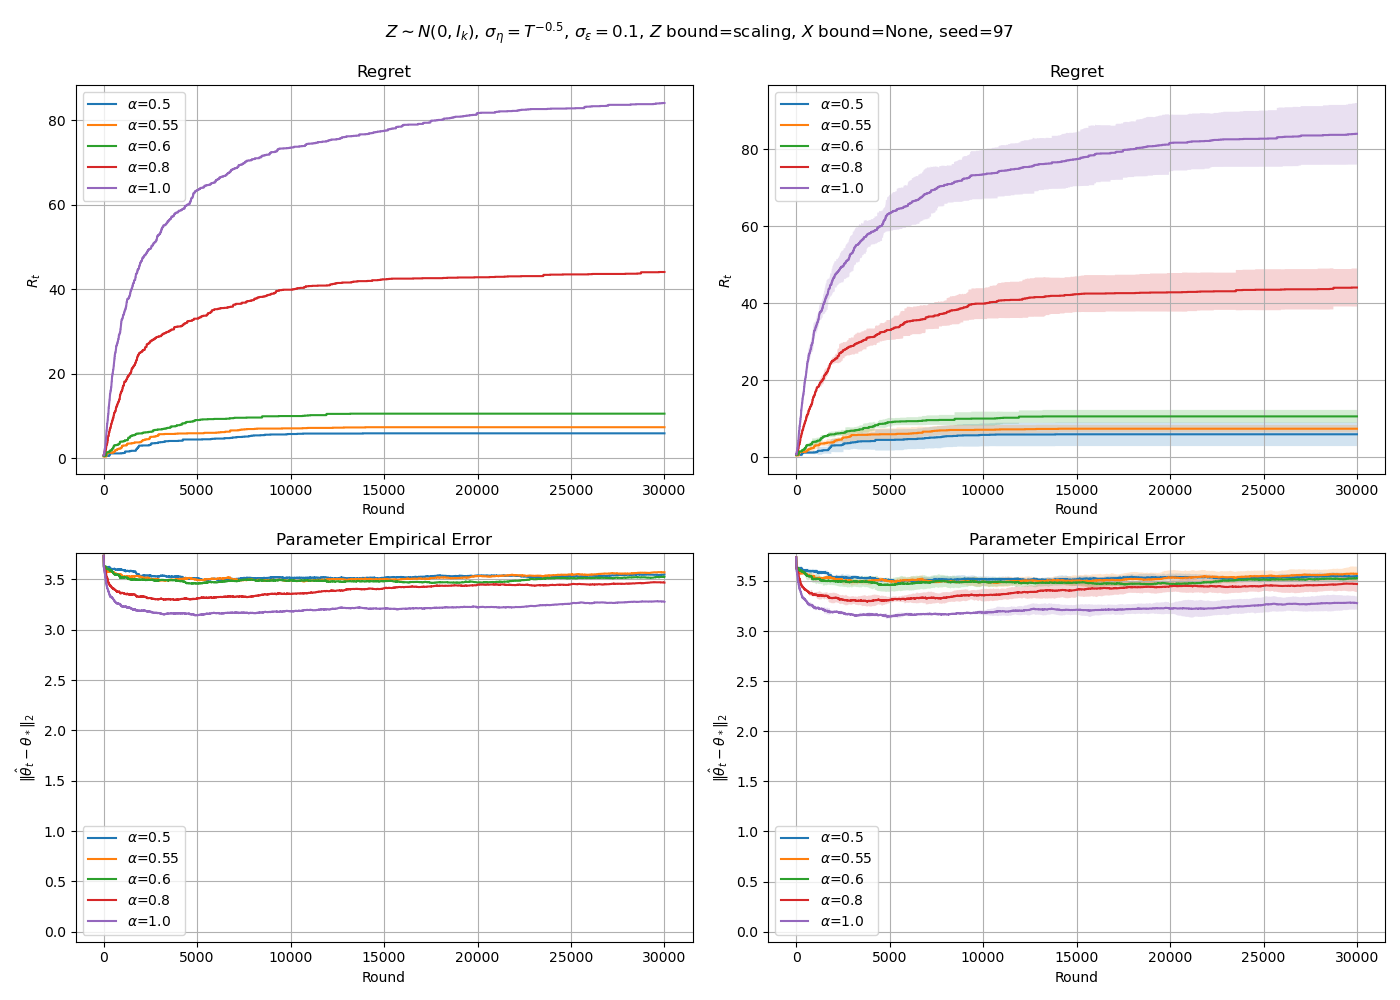 Z ∼ N(0, I_k), σ_η = T^{−0.5}, σ_ε = 0.1, Z bound=scaling, X bound=None, seed=97
Regret
R_t
80
60
40
20
0
α=0.5
α=0.55
α=0.6
α=0.8
α=1.0
0 5000 10000 15000 20000 25000 30000
Round
Regret
R_t
80
60
40
20
0
α=0.5
α=0.55
α=0.6
α=0.8
α=1.0
0 5000 10000 15000 20000 25000 30000
Round
Parameter Empirical Error
‖θ̂_t − θ_*‖_2
3.5
3.0
2.5
2.0
1.5
1.0
0.5
0.0
α=0.5
α=0.55
α=0.6
α=0.8
α=1.0
0 5000 10000 15000 20000 25000 30000
Round
Parameter Empirical Error
‖θ̂_t − θ_*‖_2
3.5
3.0
2.5
2.0
1.5
1.0
0.5
0.0
α=0.5
α=0.55
α=0.6
α=0.8
α=1.0
0 5000 10000 15000 20000 25000 30000
Round